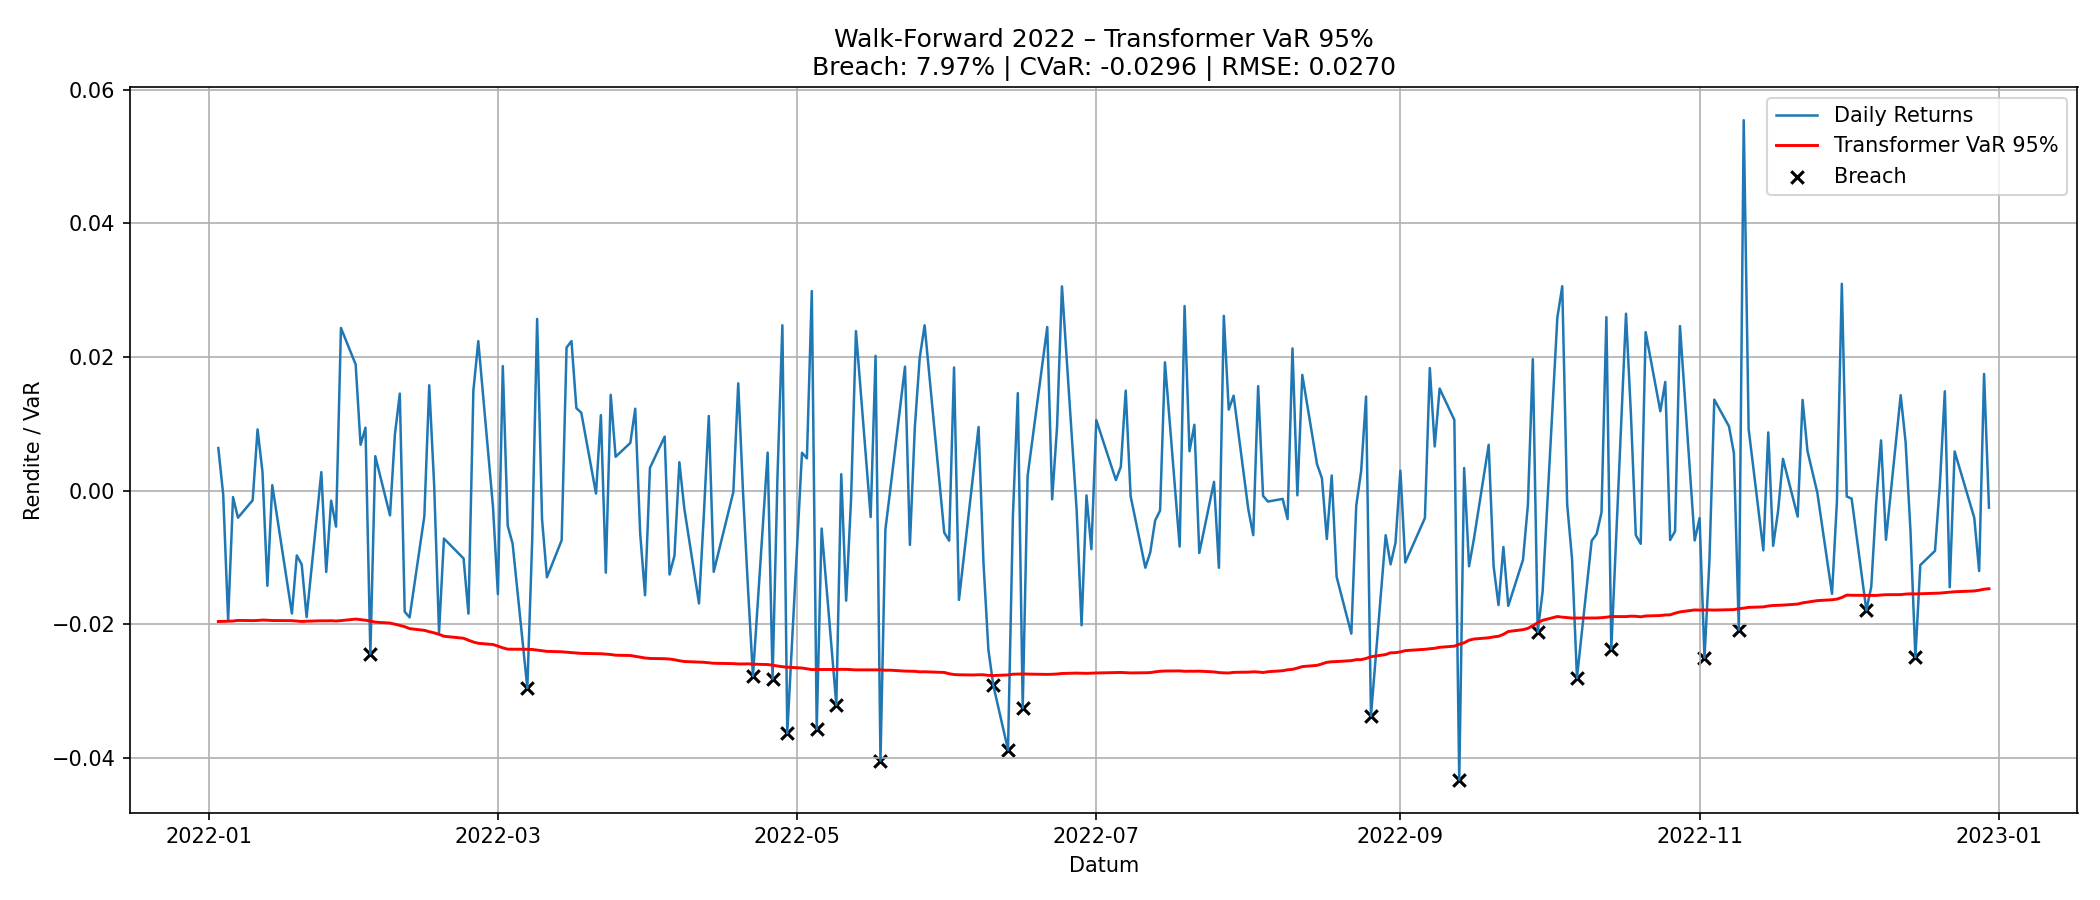 Walk-Forward 2022 – Transformer VaR 95%
Breach: 7.97% | CVaR: -0.0296 | RMSE: 0.0270
Daily Returns
Transformer VaR 95%
Breach
Rendite / VaR
0.06
0.04
0.02
0.00
−0.02
−0.04
2022-01
2022-03
2022-05
2022-07
2022-09
2022-11
2023-01
Datum